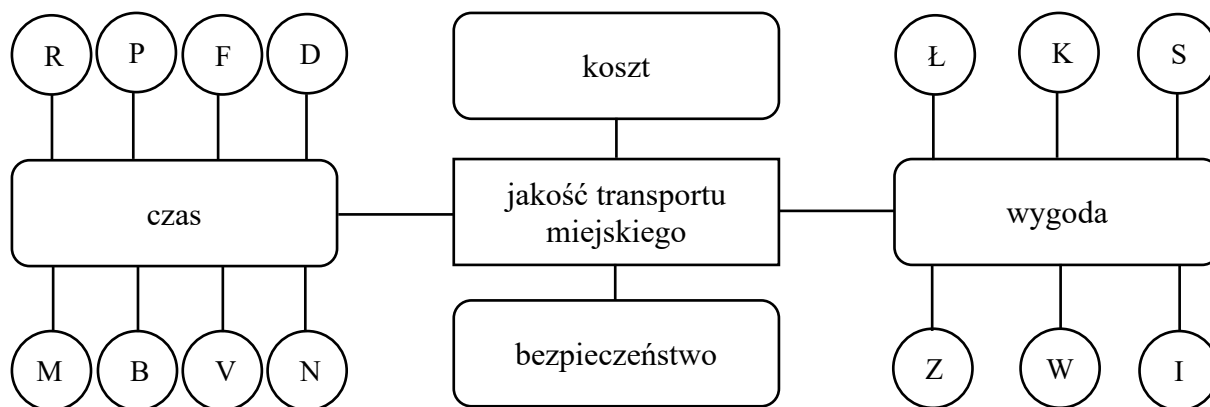 R P F D
koszt
Ł K S
czas
jakość transportu
miejskiego
wygoda
M B V N
bezpieczeństwo
Z W I